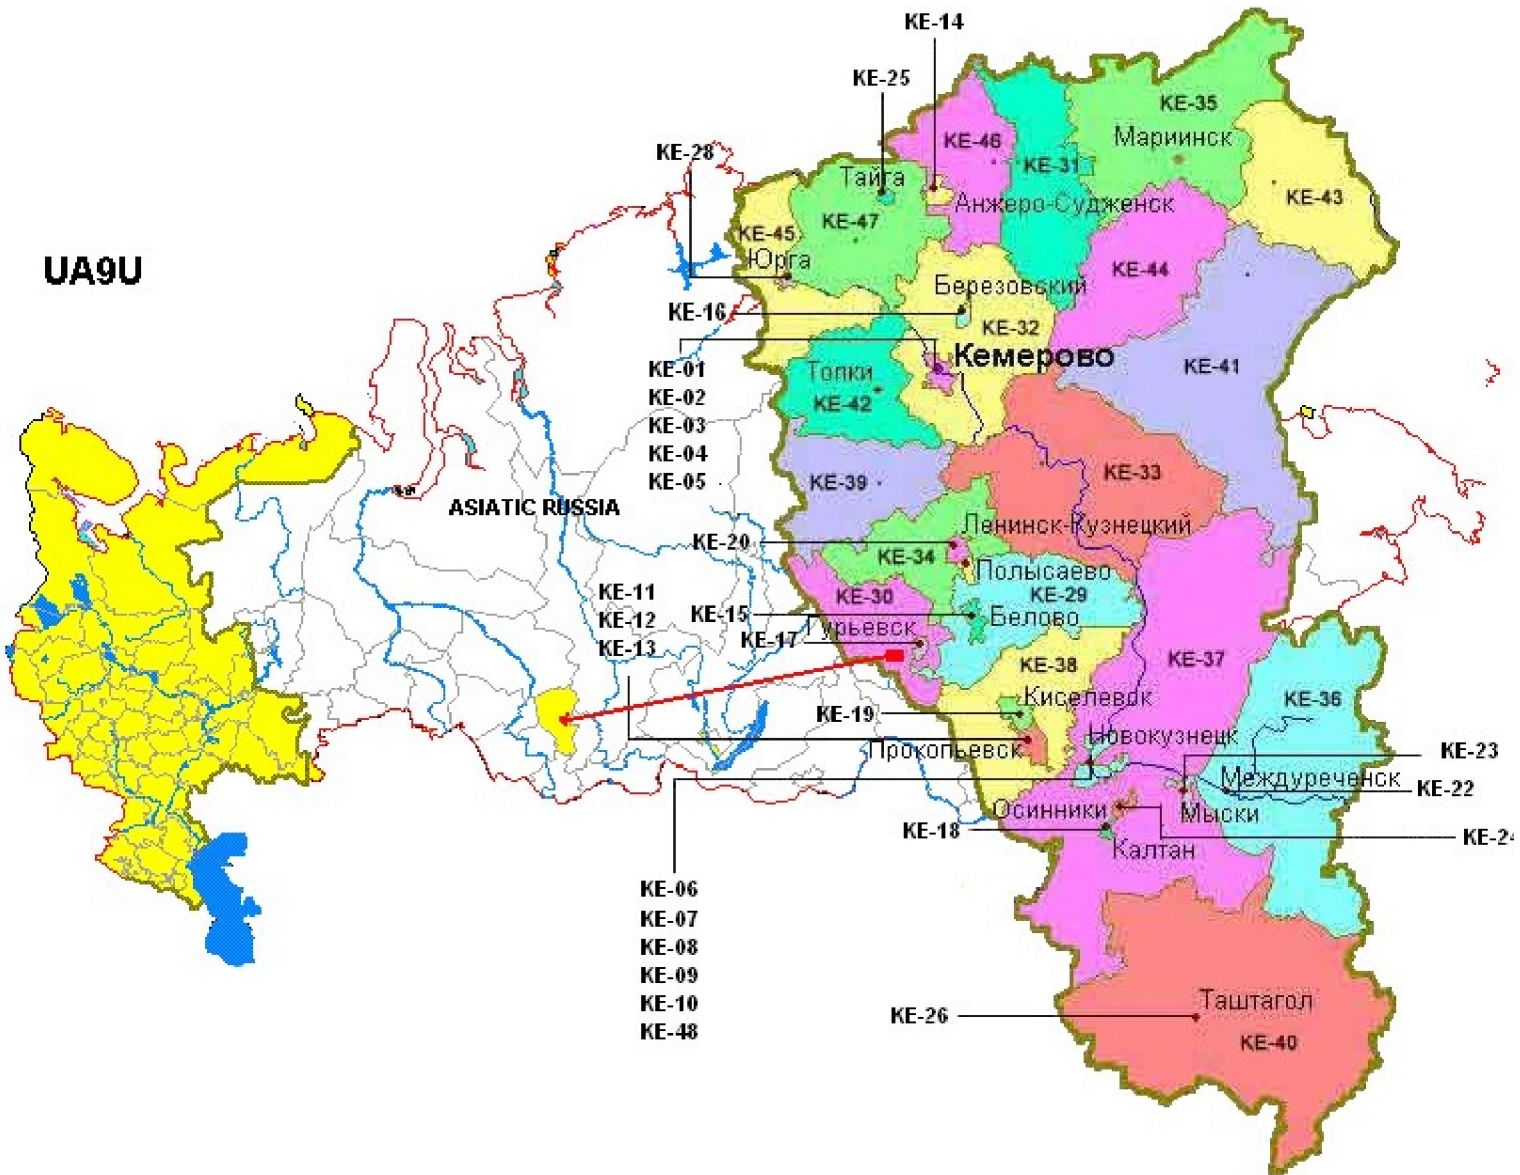 KE-14
KE-25
KE-35
Мариинск
KE-46
KE-28
KE-31
Тайга
KE-43
Анжеро-Судженск
KE-47
KE-45
Юрга
UA9U
KE-44
Березовский
KE-16
KE-32
Кемерово
KE-01
KE-02
KE-03
KE-04
KE-05
Топки
KE-42
KE-41
KE-33
KE-39
ASIATIC RUSSIA
Ленинск-Кузнецкий
KE-20
KE-34
Полысаево
KE-29
KE-30
KE-11
KE-12
KE-13
KE-15
Белово
Гурьевск
KE-17
KE-38
KE-37
KE-36
Киселевск
KE-19
Новокузнецк
Прокопьевск
KE-23
Междуреченск
KE-22
Осинники
Мыски
KE-18
KE-24
Калтан
KE-06
KE-07
KE-08
KE-09
KE-10
KE-48
Таштагол
KE-26
KE-40